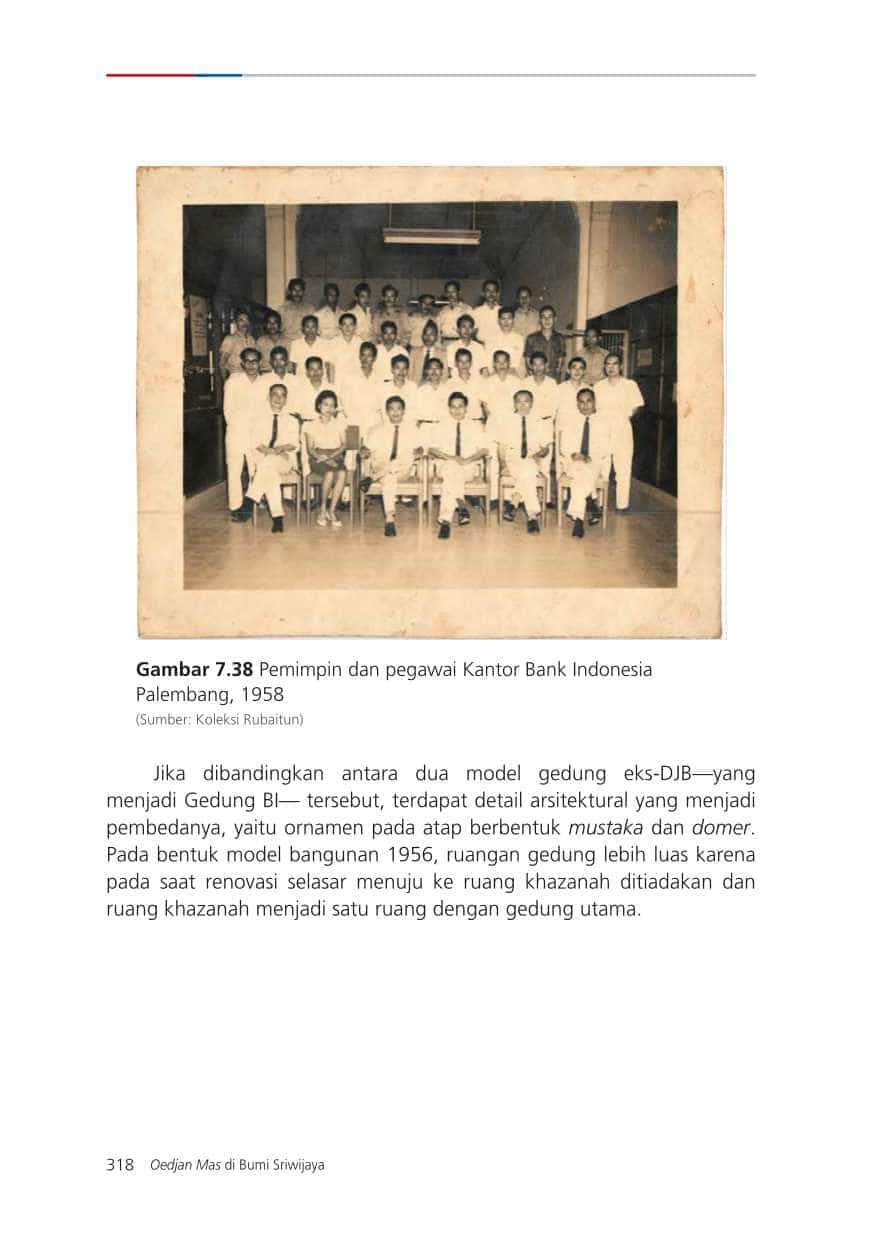 Gambar 7.38 Pemimpin dan pegawai Kantor Bank Indonesia
Palembang, 1958
(Sumber: Koleksi Rubaitun)
Jika dibandingkan antara dua model gedung eks-DJB—yang
menjadi Gedung BI— tersebut, terdapat detail arsitektural yang menjadi
pembedanya, yaitu ornamen pada atap berbentuk mustaka dan domer.
Pada bentuk model bangunan 1956, ruangan gedung lebih luas karena
pada saat renovasi selasar menuju ke ruang khazanah ditiadakan dan
ruang khazanah menjadi satu ruang dengan gedung utama.
318 Oedjan Mas di Bumi Sriwijaya